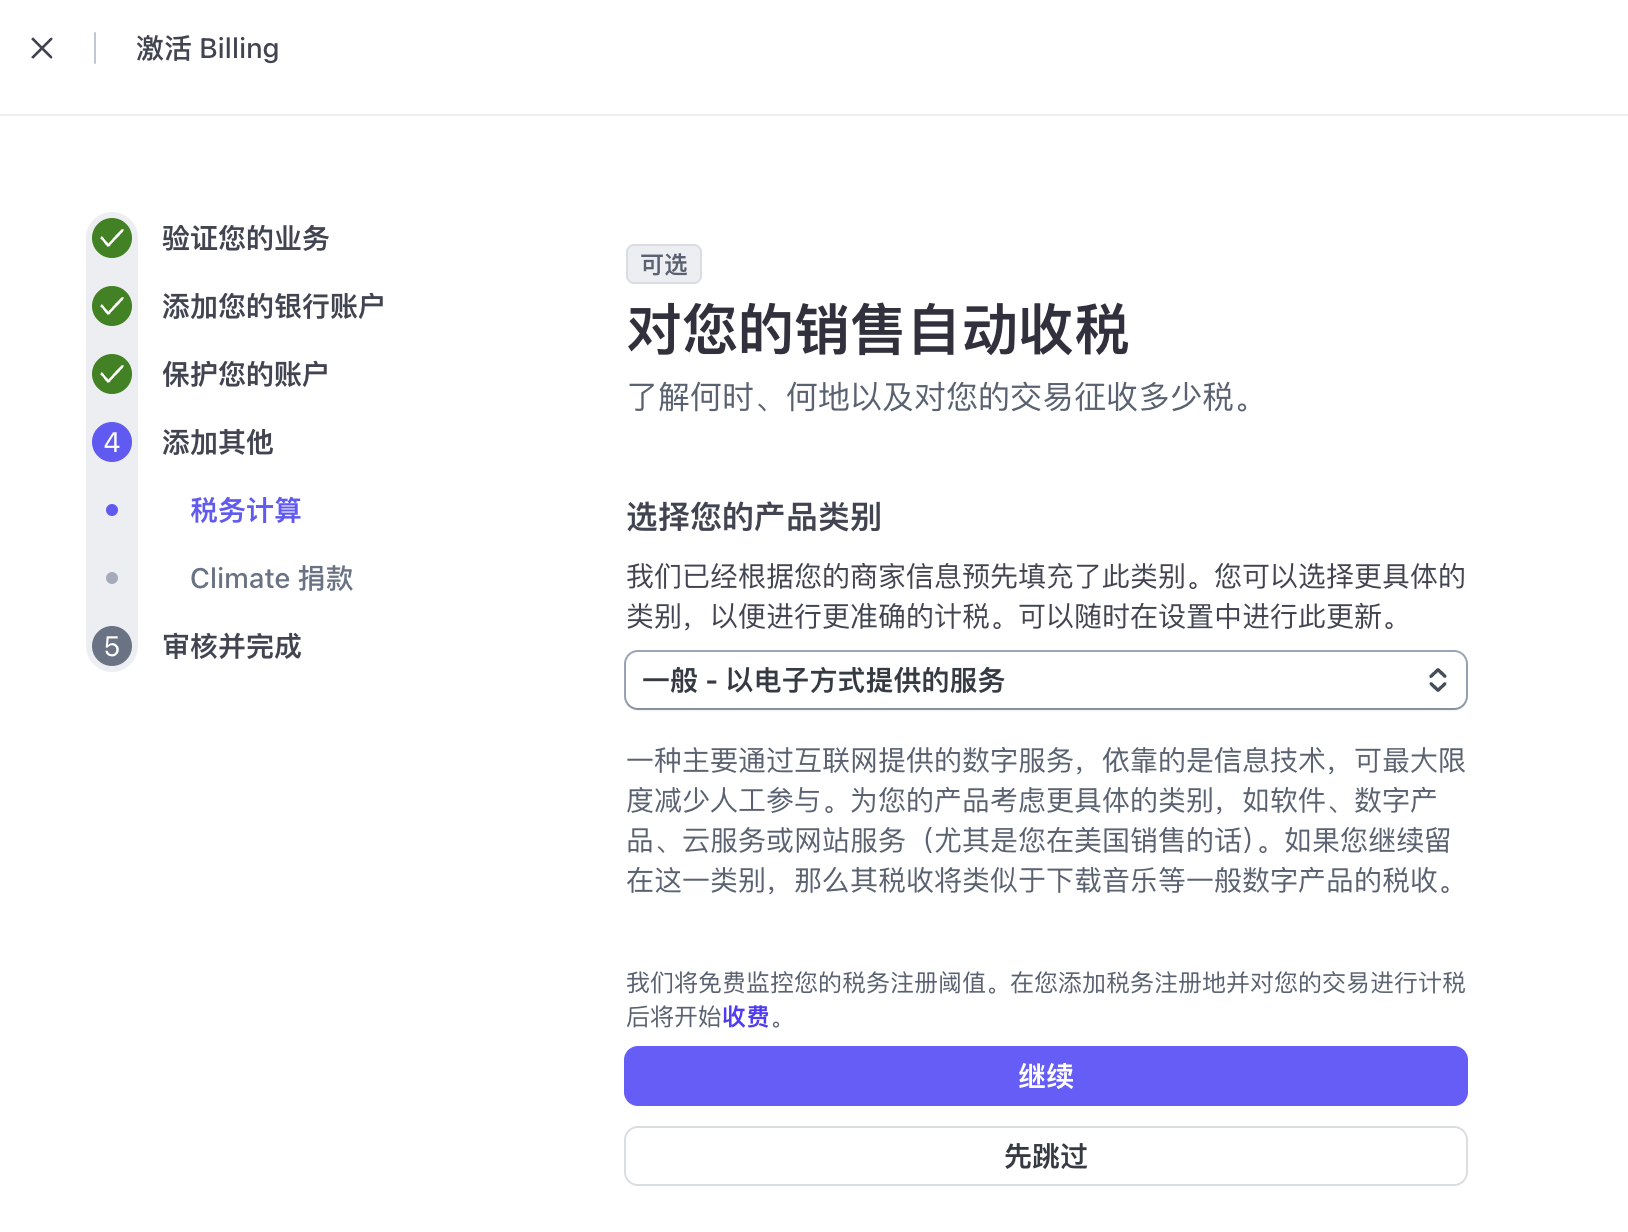 激活 Billing
验证您的业务
添加您的银行账户
保护您的账户
4 添加其他
税务计算
Climate 捐款
5 审核并完成
可选
对您的销售自动收税
了解何时、何地以及对您的交易征收多少税。
选择您的产品类别
我们已经根据您的商家信息预先填充了此类别。您可以选择更具体的
类别，以便进行更准确的计税。可以随时在设置中进行此更新。
一般 - 以电子方式提供的服务
一种主要通过互联网提供的数字服务，依靠的是信息技术，可最大限
度减少人工参与。为您的产品考虑更具体的类别，如软件、数字产
品、云服务或网站服务（尤其是您在美国销售的话）。如果您继续留
在这一类别，那么其税收将类似于下载音乐等一般数字产品的税收。
我们将免费监控您的税务注册阈值。在您添加税务注册地并对您的交易进行计税
后将开始收费。
继续
先跳过